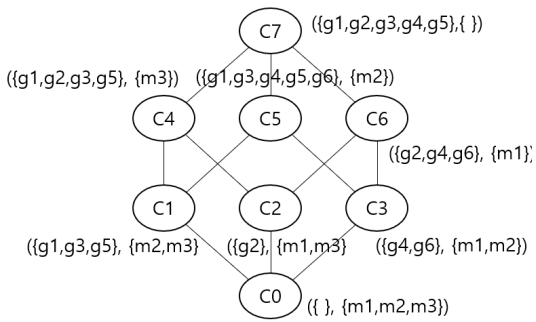 C7
({g1,g2,g3,g4,g5},{ })
({g1,g2,g3,g5}, {m3})
({g1,g3,g4,g5,g6}, {m2})
C4
C5
C6
({g2,g4,g6}, {m1})
C1
C2
C3
({g1,g3,g5}, {m2,m3}
({g2}, {m1,m3}
({g4,g6}, {m1,m2})
C0
({ }, {m1,m2,m3})